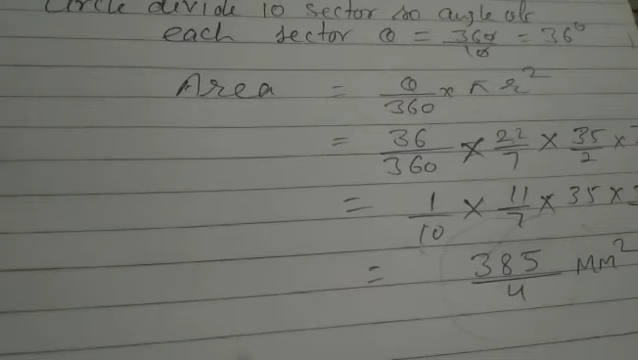 Circle divide 10 sector so angle of
each sector θ = 360/10 = 36°
Area = θ/360 × πr²
= 36/360 × 22/7 × 35/2 ×
= 1/10 × 11/7 × 35 ×
= 385/4 MM²